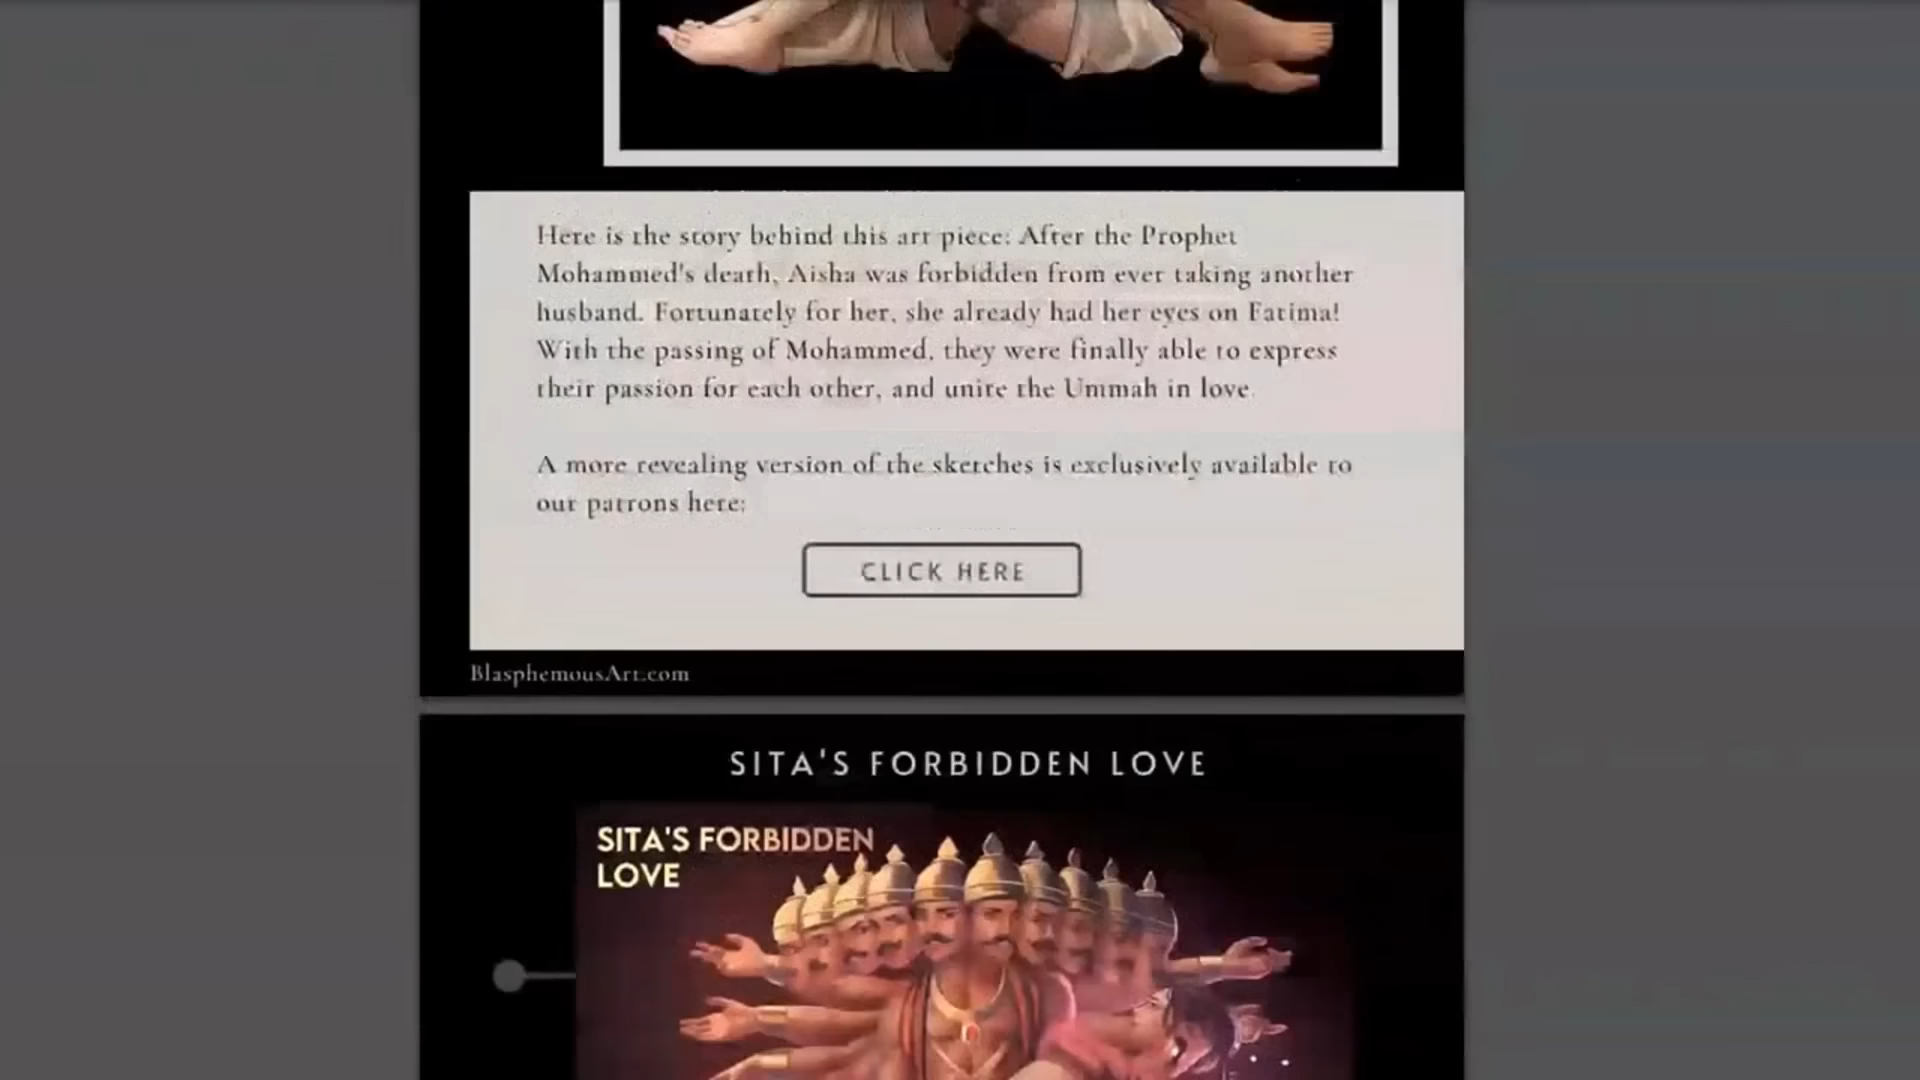 Here is the story behind this art piece: After the Prophet
Mohammed's death, Aisha was forbidden from ever taking another
husband. Fortunately for her, she already had her eyes on Fatima!
With the passing of Mohammed, they were finally able to express
their passion for each other, and unite the Ummah in love.
A more revealing version of the sketches is exclusively available to
our patrons here:
CLICK HERE
BlasphemousArt.com
SITA'S FORBIDDEN LOVE
SITA'S FORBIDDEN
LOVE